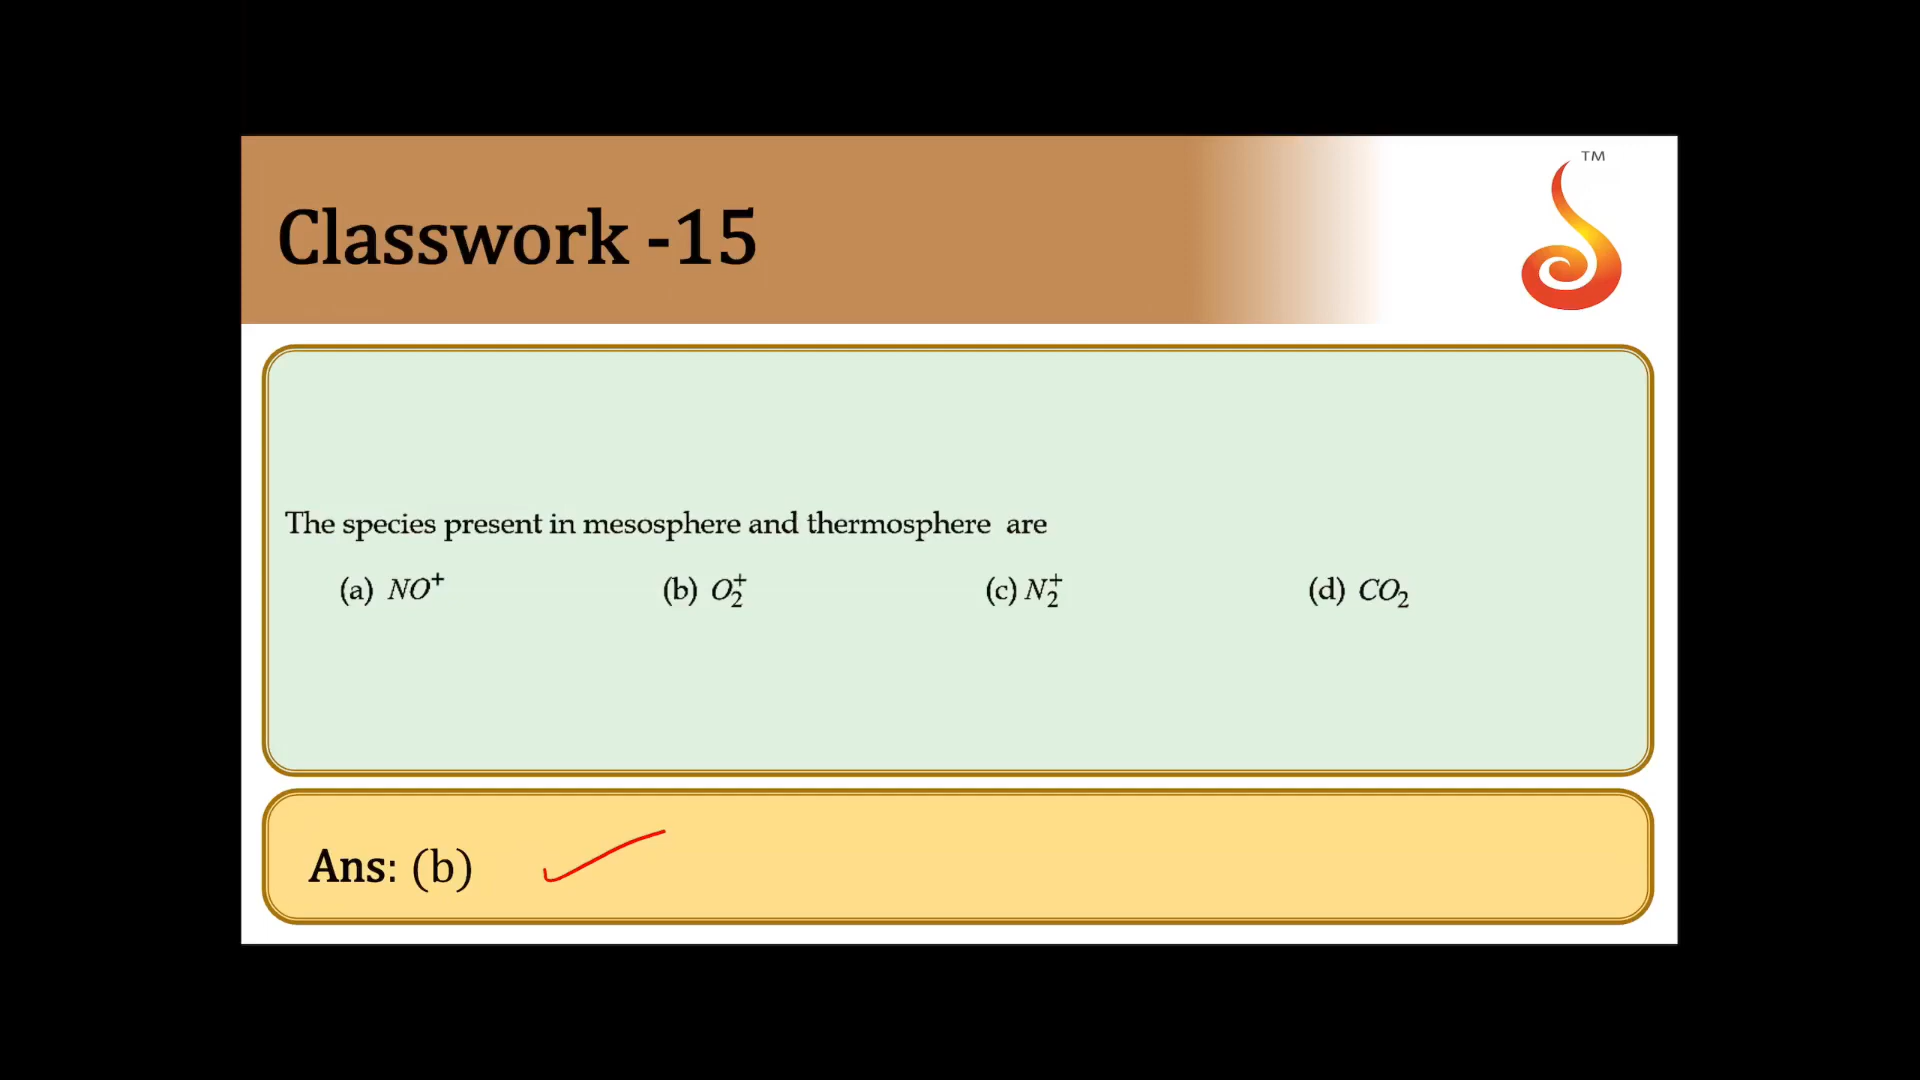 TM
Classwork -15
The species present in mesosphere and thermosphere are
(a) NO⁺ (b) O₂⁺ (c) N₂⁺ (d) CO₂
Ans: (b)